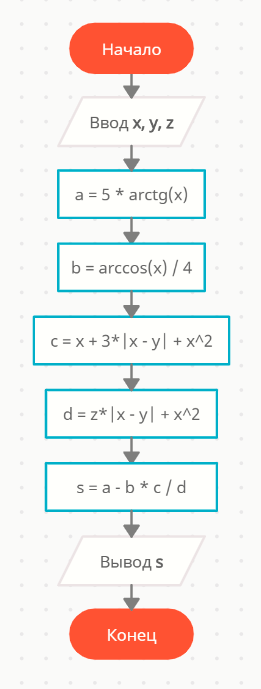 Начало
Ввод x, y, z
a = 5 * arctg(x)
b = arccos(x) / 4
c = x + 3*|x - y| + x^2
d = z*|x - y| + x^2
s = a - b * c / d
Вывод s
Конец